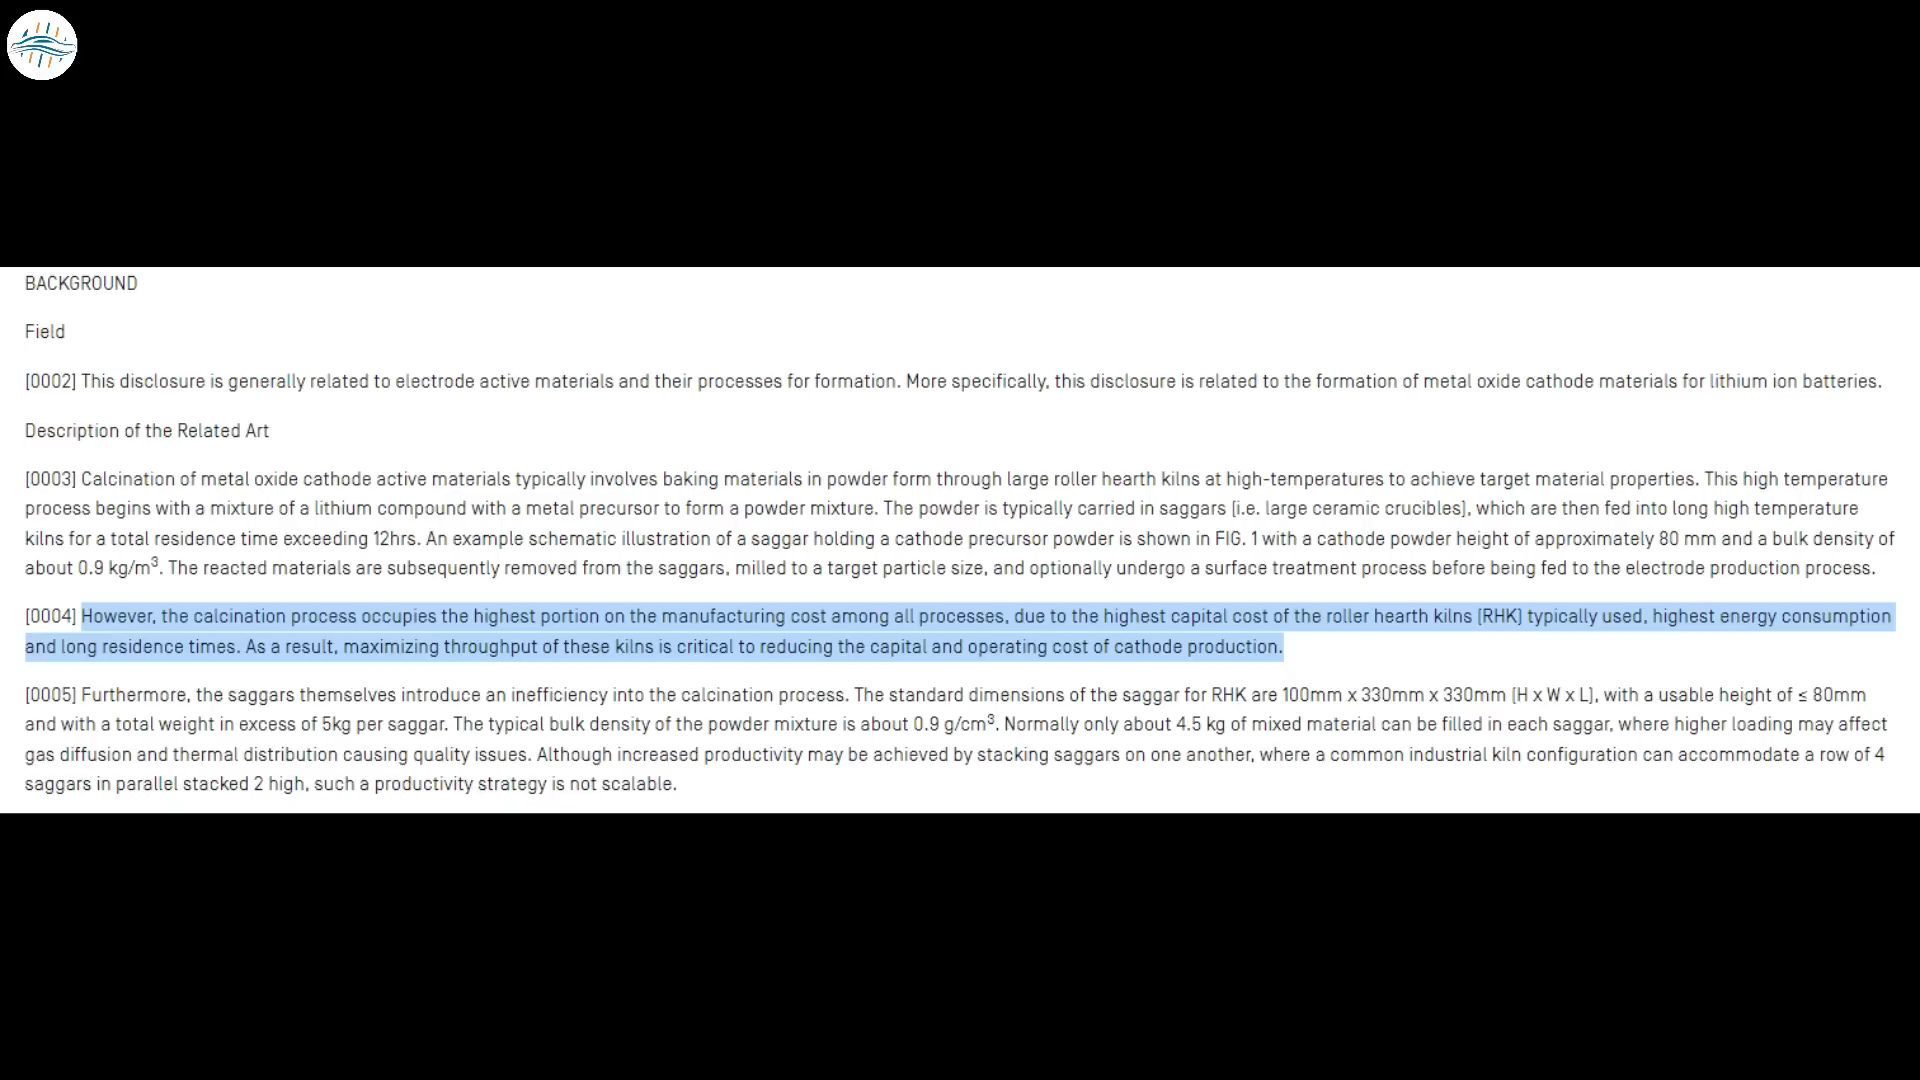 BACKGROUND
Field
[0002] This disclosure is generally related to electrode active materials and their processes for formation. More specifically, this disclosure is related to the formation of metal oxide cathode materials for lithium ion batteries.
Description of the Related Art
[0003] Calcination of metal oxide cathode active materials typically involves baking materials in powder form through large roller hearth kilns at high-temperatures to achieve target material properties. This high temperature
process begins with a mixture of a lithium compound with a metal precursor to form a powder mixture. The powder is typically carried in saggars [i.e. large ceramic crucibles], which are then fed into long high temperature
kilns for a total residence time exceeding 12hrs. An example schematic illustration of a saggar holding a cathode precursor powder is shown in FIG. 1 with a cathode powder height of approximately 80 mm and a bulk density of
about 0.9 kg/m³. The reacted materials are subsequently removed from the saggars, milled to a target particle size, and optionally undergo a surface treatment process before being fed to the electrode production process.
[0004] However, the calcination process occupies the highest portion on the manufacturing cost among all processes, due to the highest capital cost of the roller hearth kilns [RHK] typically used, highest energy consumption
and long residence times. As a result, maximizing throughput of these kilns is critical to reducing the capital and operating cost of cathode production.
[0005] Furthermore, the saggars themselves introduce an inefficiency into the calcination process. The standard dimensions of the saggar for RHK are 100mm x 330mm x 330mm [H x W x L], with a usable height of ≤ 80mm
and with a total weight in excess of 5kg per saggar. The typical bulk density of the powder mixture is about 0.9 g/cm³. Normally only about 4.5 kg of mixed material can be filled in each saggar, where higher loading may affect
gas diffusion and thermal distribution causing quality issues. Although increased productivity may be achieved by stacking saggars on one another, where a common industrial kiln configuration can accommodate a row of 4
saggars in parallel stacked 2 high, such a productivity strategy is not scalable.